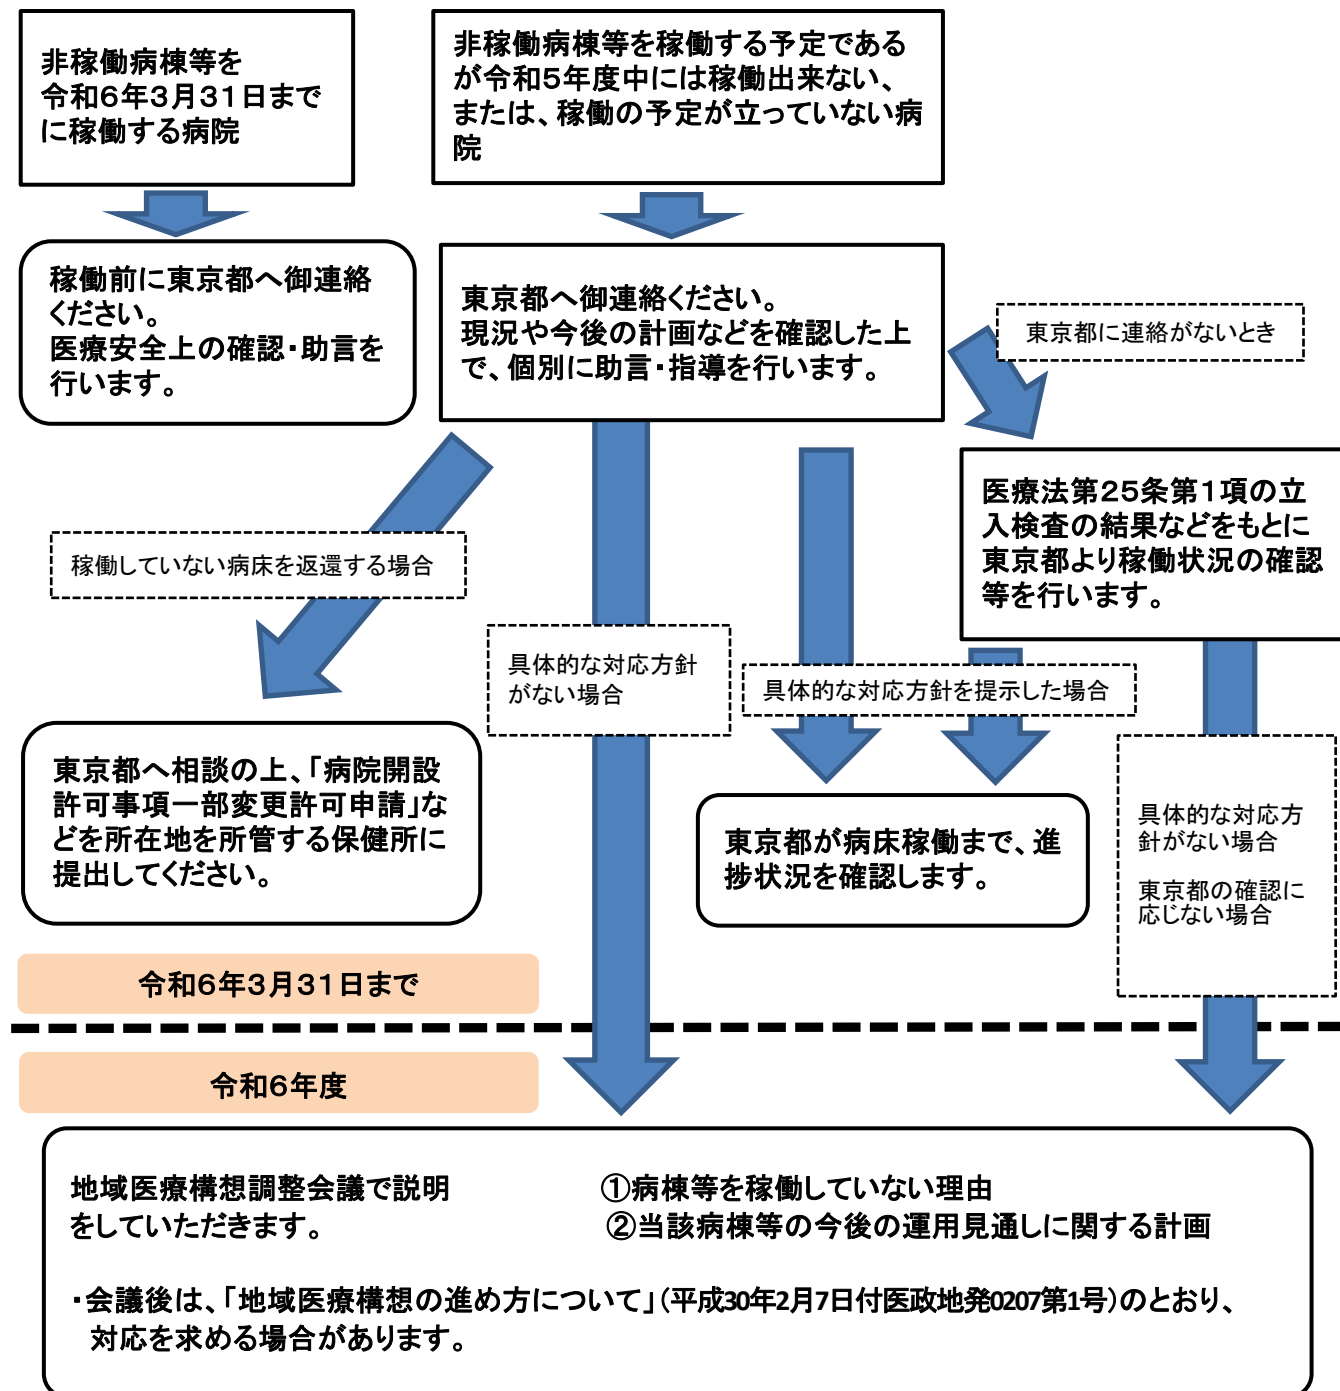 非稼働病棟等を
令和6年3月31日まで
に稼働する病院
非稼働病棟等を稼働する予定である
が令和5年度中には稼働出来ない、
または、稼働の予定が立っていない病
院
稼働前に東京都へ御連絡
ください。
医療安全上の確認・助言を
行います。
東京都へ御連絡ください。
現況や今後の計画などを確認した上
で、個別に助言・指導を行います。
東京都に連絡がないとき
医療法第25条第1項の立
入検査の結果などをもとに
東京都より稼働状況の確認
等を行います。
稼働していない病床を返還する場合
具体的な対応方針
がない場合
具体的な対応方針を提示した場合
東京都へ相談の上、「病院開設
許可事項一部変更許可申請」な
どを所在地を所管する保健所に
提出してください。
東京都が病床稼働まで、進
捗状況を確認します。
具体的な対応方
針がない場合
東京都の確認に
応じない場合
令和6年3月31日まで
令和6年度
地域医療構想調整会議で説明
をしていただきます。
①病棟等を稼働していない理由
②当該病棟等の今後の運用見通しに関する計画
・会議後は、「地域医療構想の進め方について」(平成30年2月7日付医政地発0207第1号)のとおり、
対応を求める場合があります。